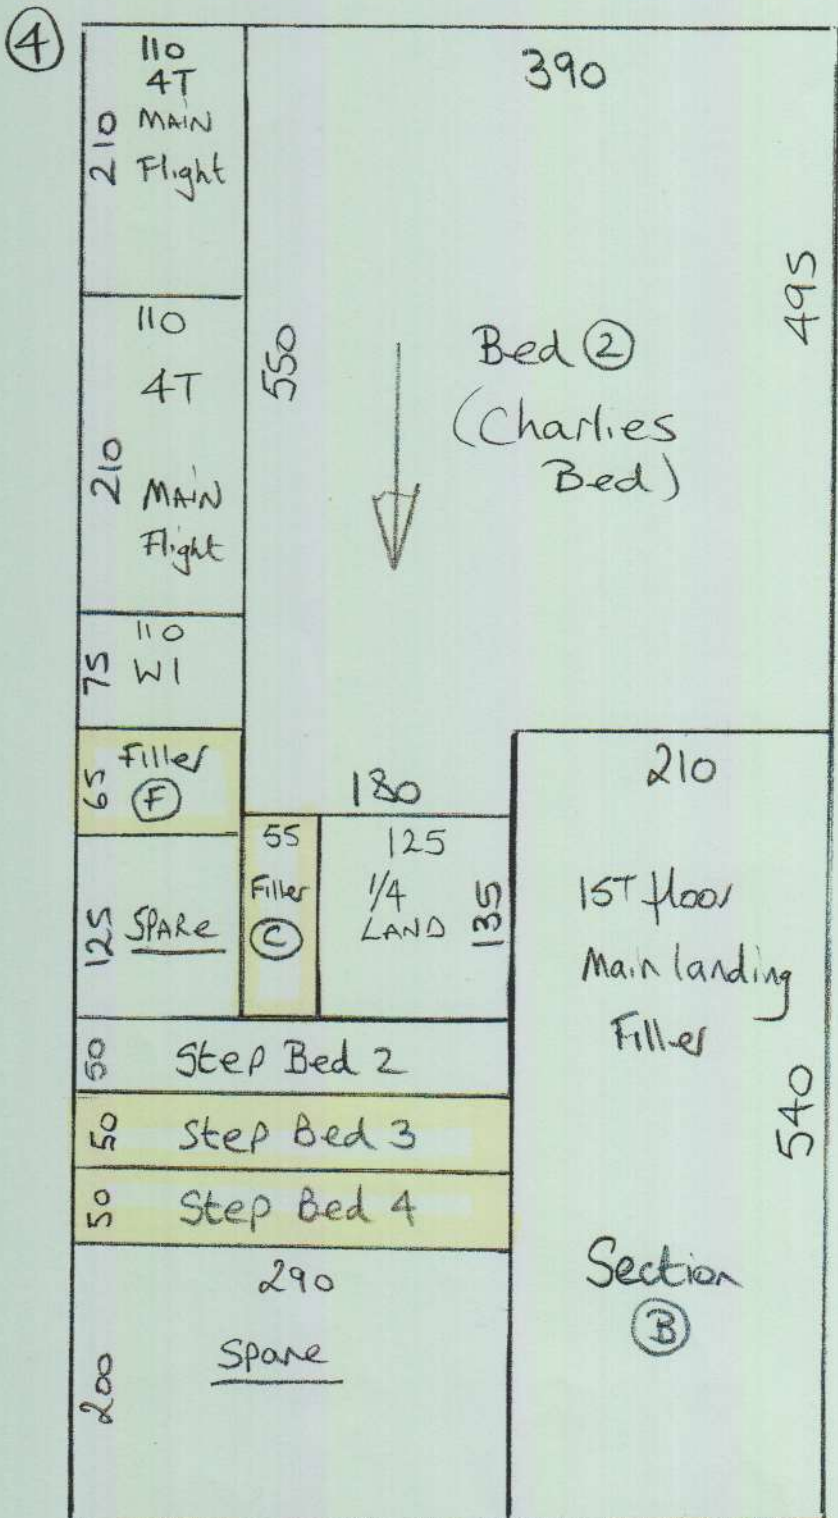 4
110
4T
MAIN
Flight
210
390
495
110
4T
MAIN
Flight
210
550
Bed 2
(Charlies
Bed)
110
W1
75
Filler
F
65
180
210
55
Filler
C
125
1/4
LAND
135
125
SPARe
1ST floor
Main landing
Filler
540
50
Step Bed 2
50
Step Bed 3
50
Step Bed 4
Section
B
290
Spare
200